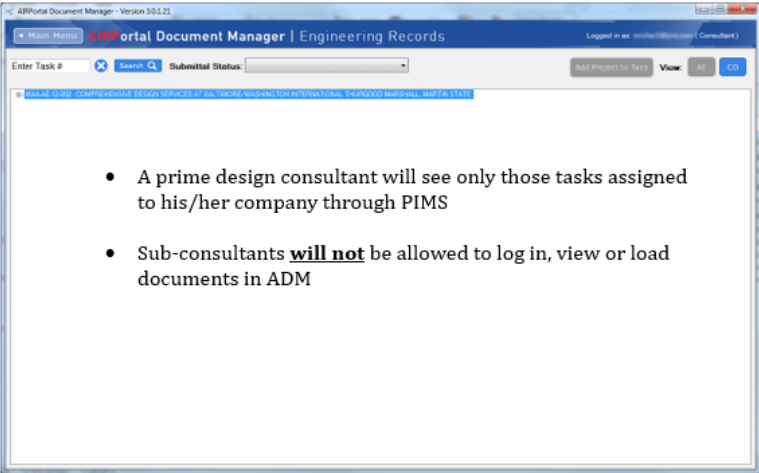 AIRPortal Document Manager - Version 3.0.1.21
◂ Main Menu
AIRPortal Document Manager | Engineering Records
Logged in as: (Consultant)
Enter Task #
Search
Submittal Status:
Add Project to Task
View:
AE
CO
MAA-AE-12-002 - COMPREHENSIVE DESIGN SERVICES AT BALTIMORE/WASHINGTON INTERNATIONAL THURGOOD MARSHALL, MARTIN STATE
• A prime design consultant will see only those tasks assigned
to his/her company through PIMS
• Sub-consultants will not be allowed to log in, view or load
documents in ADM